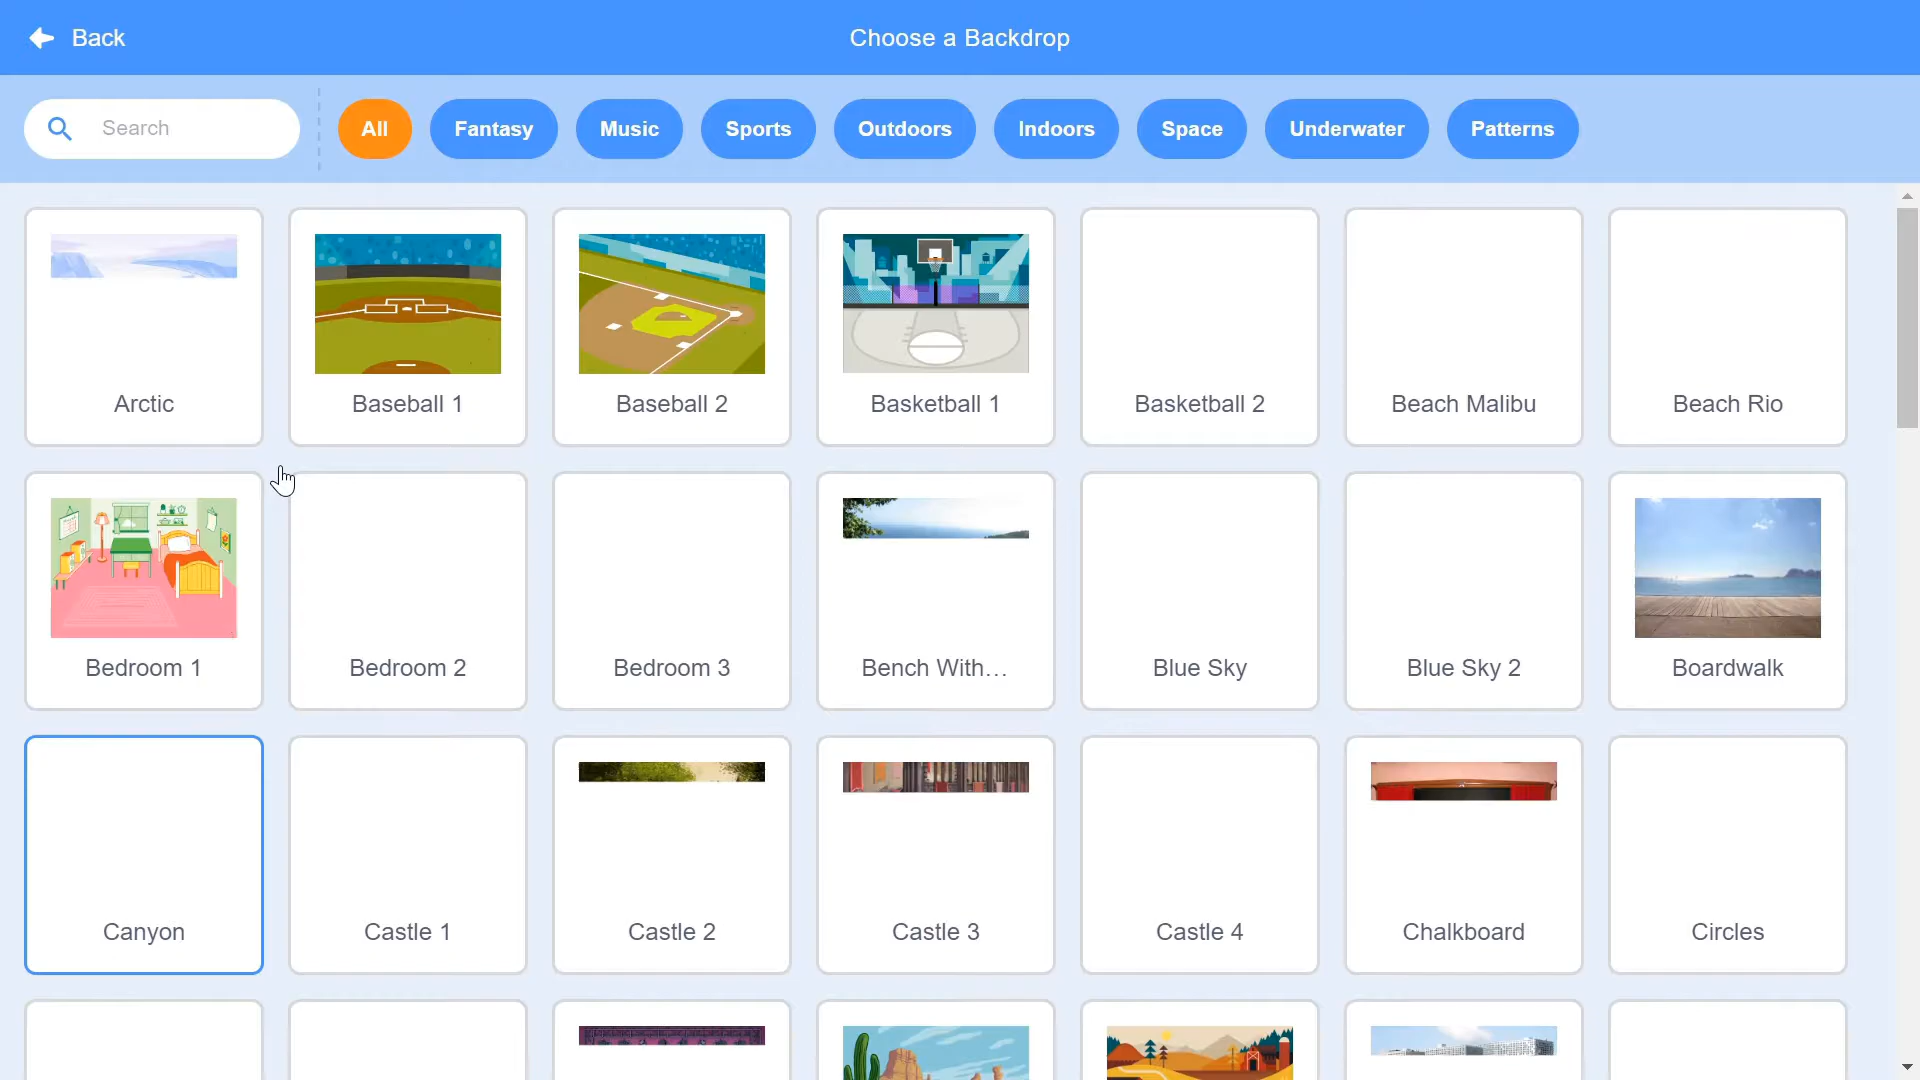 Back
Choose a Backdrop
Search
All
Fantasy
Music
Sports
Outdoors
Indoors
Space
Underwater
Patterns
Arctic
Baseball 1
Baseball 2
Basketball 1
Basketball 2
Beach Malibu
Beach Rio
Bedroom 1
Bedroom 2
Bedroom 3
Bench With…
Blue Sky
Blue Sky 2
Boardwalk
Canyon
Castle 1
Castle 2
Castle 3
Castle 4
Chalkboard
Circles